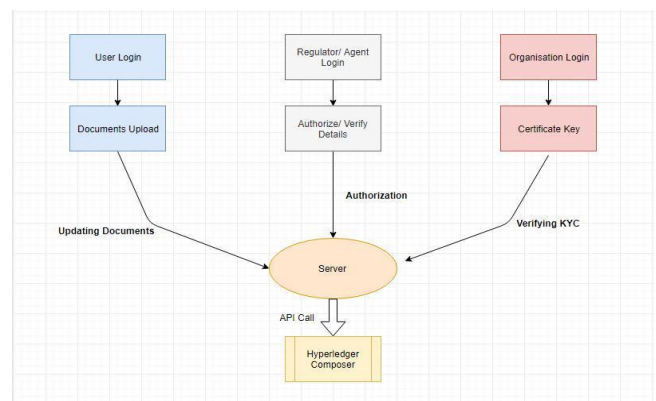 User Login
Regulator/ Agent
Login
Organisation Login
Documents Upload
Authorize/ Verify
Details
Certificate Key
Updating Documents
Authorization
Verifying KYC
Server
API Call
Hyperledger
Composer